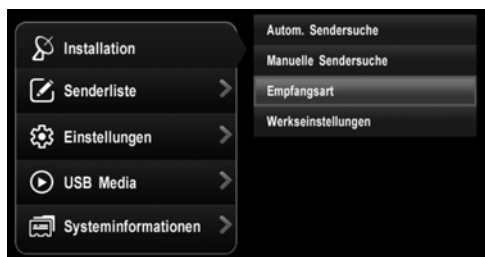 Installation
Senderliste
Einstellungen
USB Media
Systeminformationen
Autom. Sendersuche
Manuelle Sendersuche
Empfangsart
Werkseinstellungen